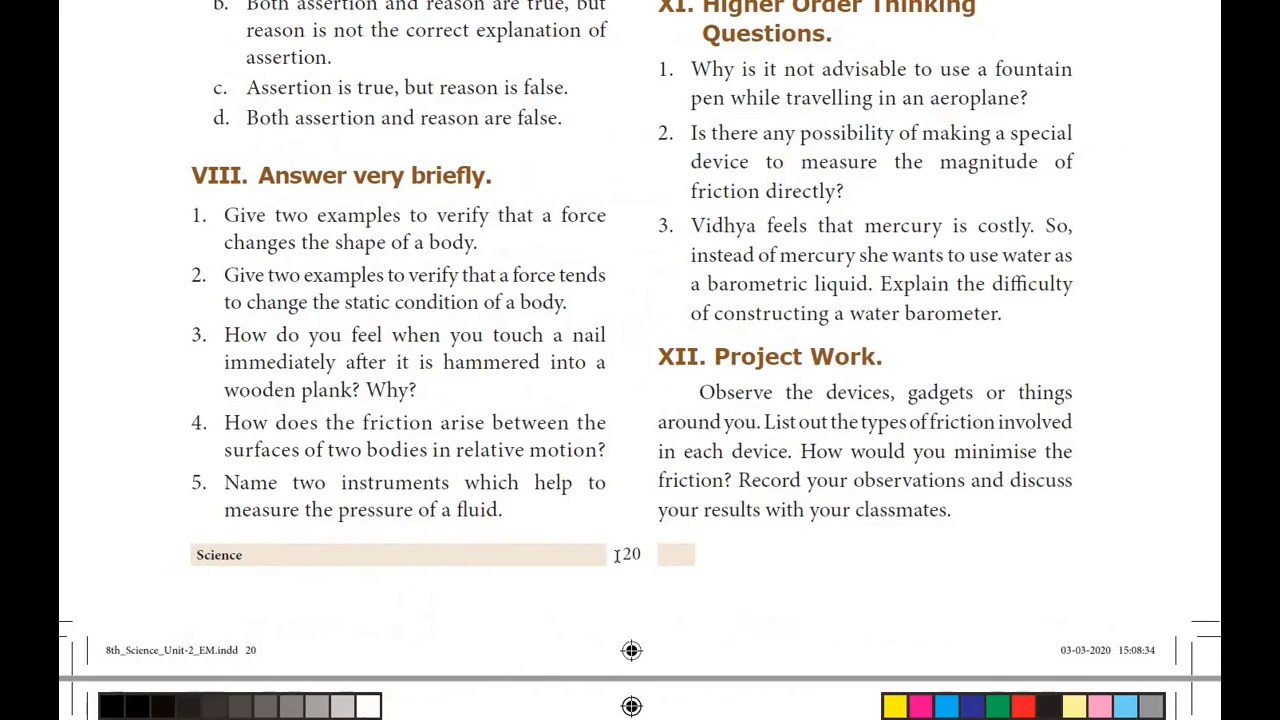 b. Both assertion and reason are true, but
reason is not the correct explanation of
assertion.
c. Assertion is true, but reason is false.
d. Both assertion and reason are false.
VIII. Answer very briefly.
1. Give two examples to verify that a force
changes the shape of a body.
2. Give two examples to verify that a force tends
to change the static condition of a body.
3. How do you feel when you touch a nail
immediately after it is hammered into a
wooden plank? Why?
4. How does the friction arise between the
surfaces of two bodies in relative motion?
5. Name two instruments which help to
measure the pressure of a fluid.
XI. Higher Order Thinking
Questions.
1. Why is it not advisable to use a fountain
pen while travelling in an aeroplane?
2. Is there any possibility of making a special
device to measure the magnitude of
friction directly?
3. Vidhya feels that mercury is costly. So,
instead of mercury she wants to use water as
a barometric liquid. Explain the difficulty
of constructing a water barometer.
XII. Project Work.
Observe the devices, gadgets or things
around you. List out the types of friction involved
in each device. How would you minimise the
friction? Record your observations and discuss
your results with your classmates.
Science 20
8th_Science_Unit-2_EM.indd 20 03-03-2020 15:08:34